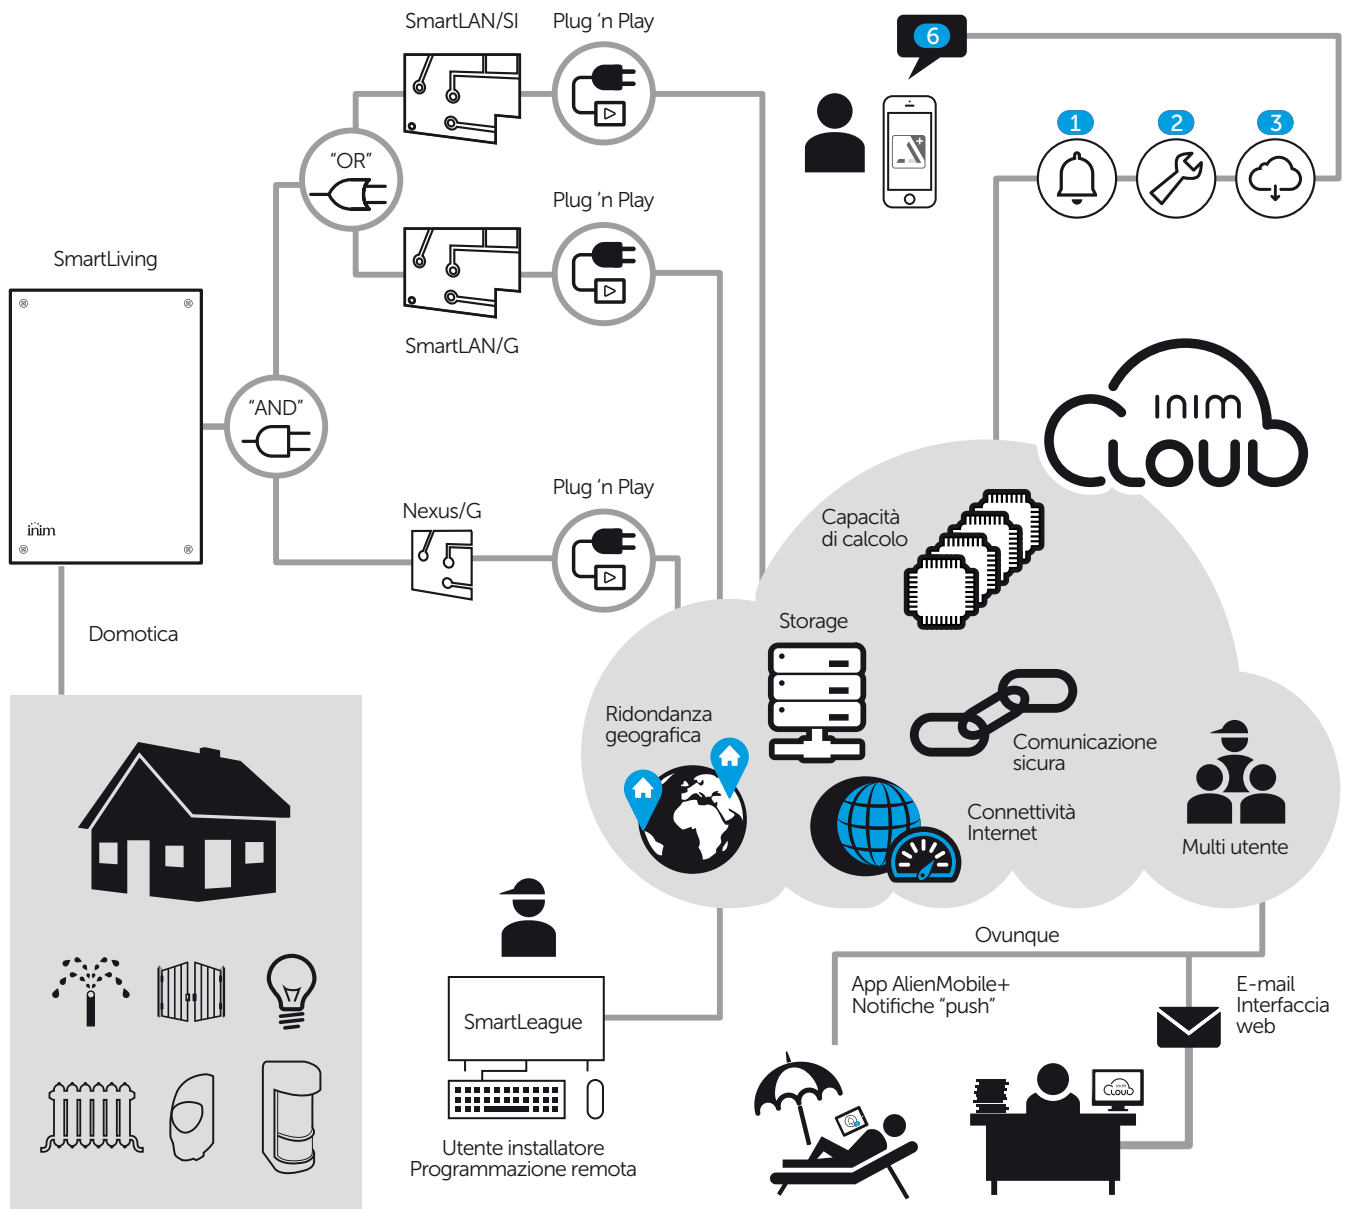 SmartLAN/SI
Plug 'n Play
6
"OR"
1
2
3
Plug 'n Play
SmartLiving
SmartLAN/G
"AND"
inim
CLOUD
Plug 'n Play
Nexus/G
inim
Capacità
di calcolo
Domotica
Storage
Ridondanza
geografica
Comunicazione
sicura
Connettività
Internet
Multi utente
Ovunque
App AlienMobile+
Notifiche "push"
E-mail
Interfaccia
web
SmartLeague
inim
CLOUD
Utente installatore
Programmazione remota